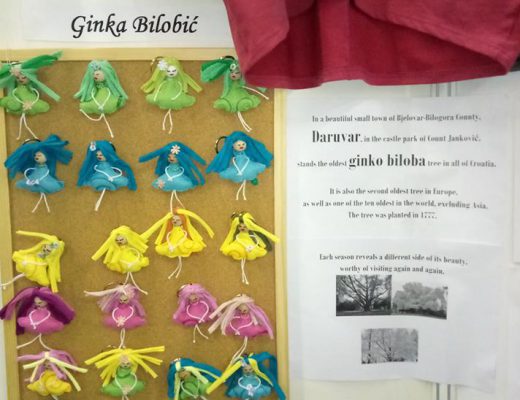 Ginka Bilobić
In a beautiful small town of Bjelovar-Bilogora County,
Daruvar, in the castle park of Count Janković,
stands the oldest ginko biloba tree in all of Croatia.
It is also the second oldest tree in Europe,
as well as one of the ten oldest in the world, excluding Asia.
The tree was planted in 1777.
Each season reveals a different side of its beauty,
worthy of visiting again and again.